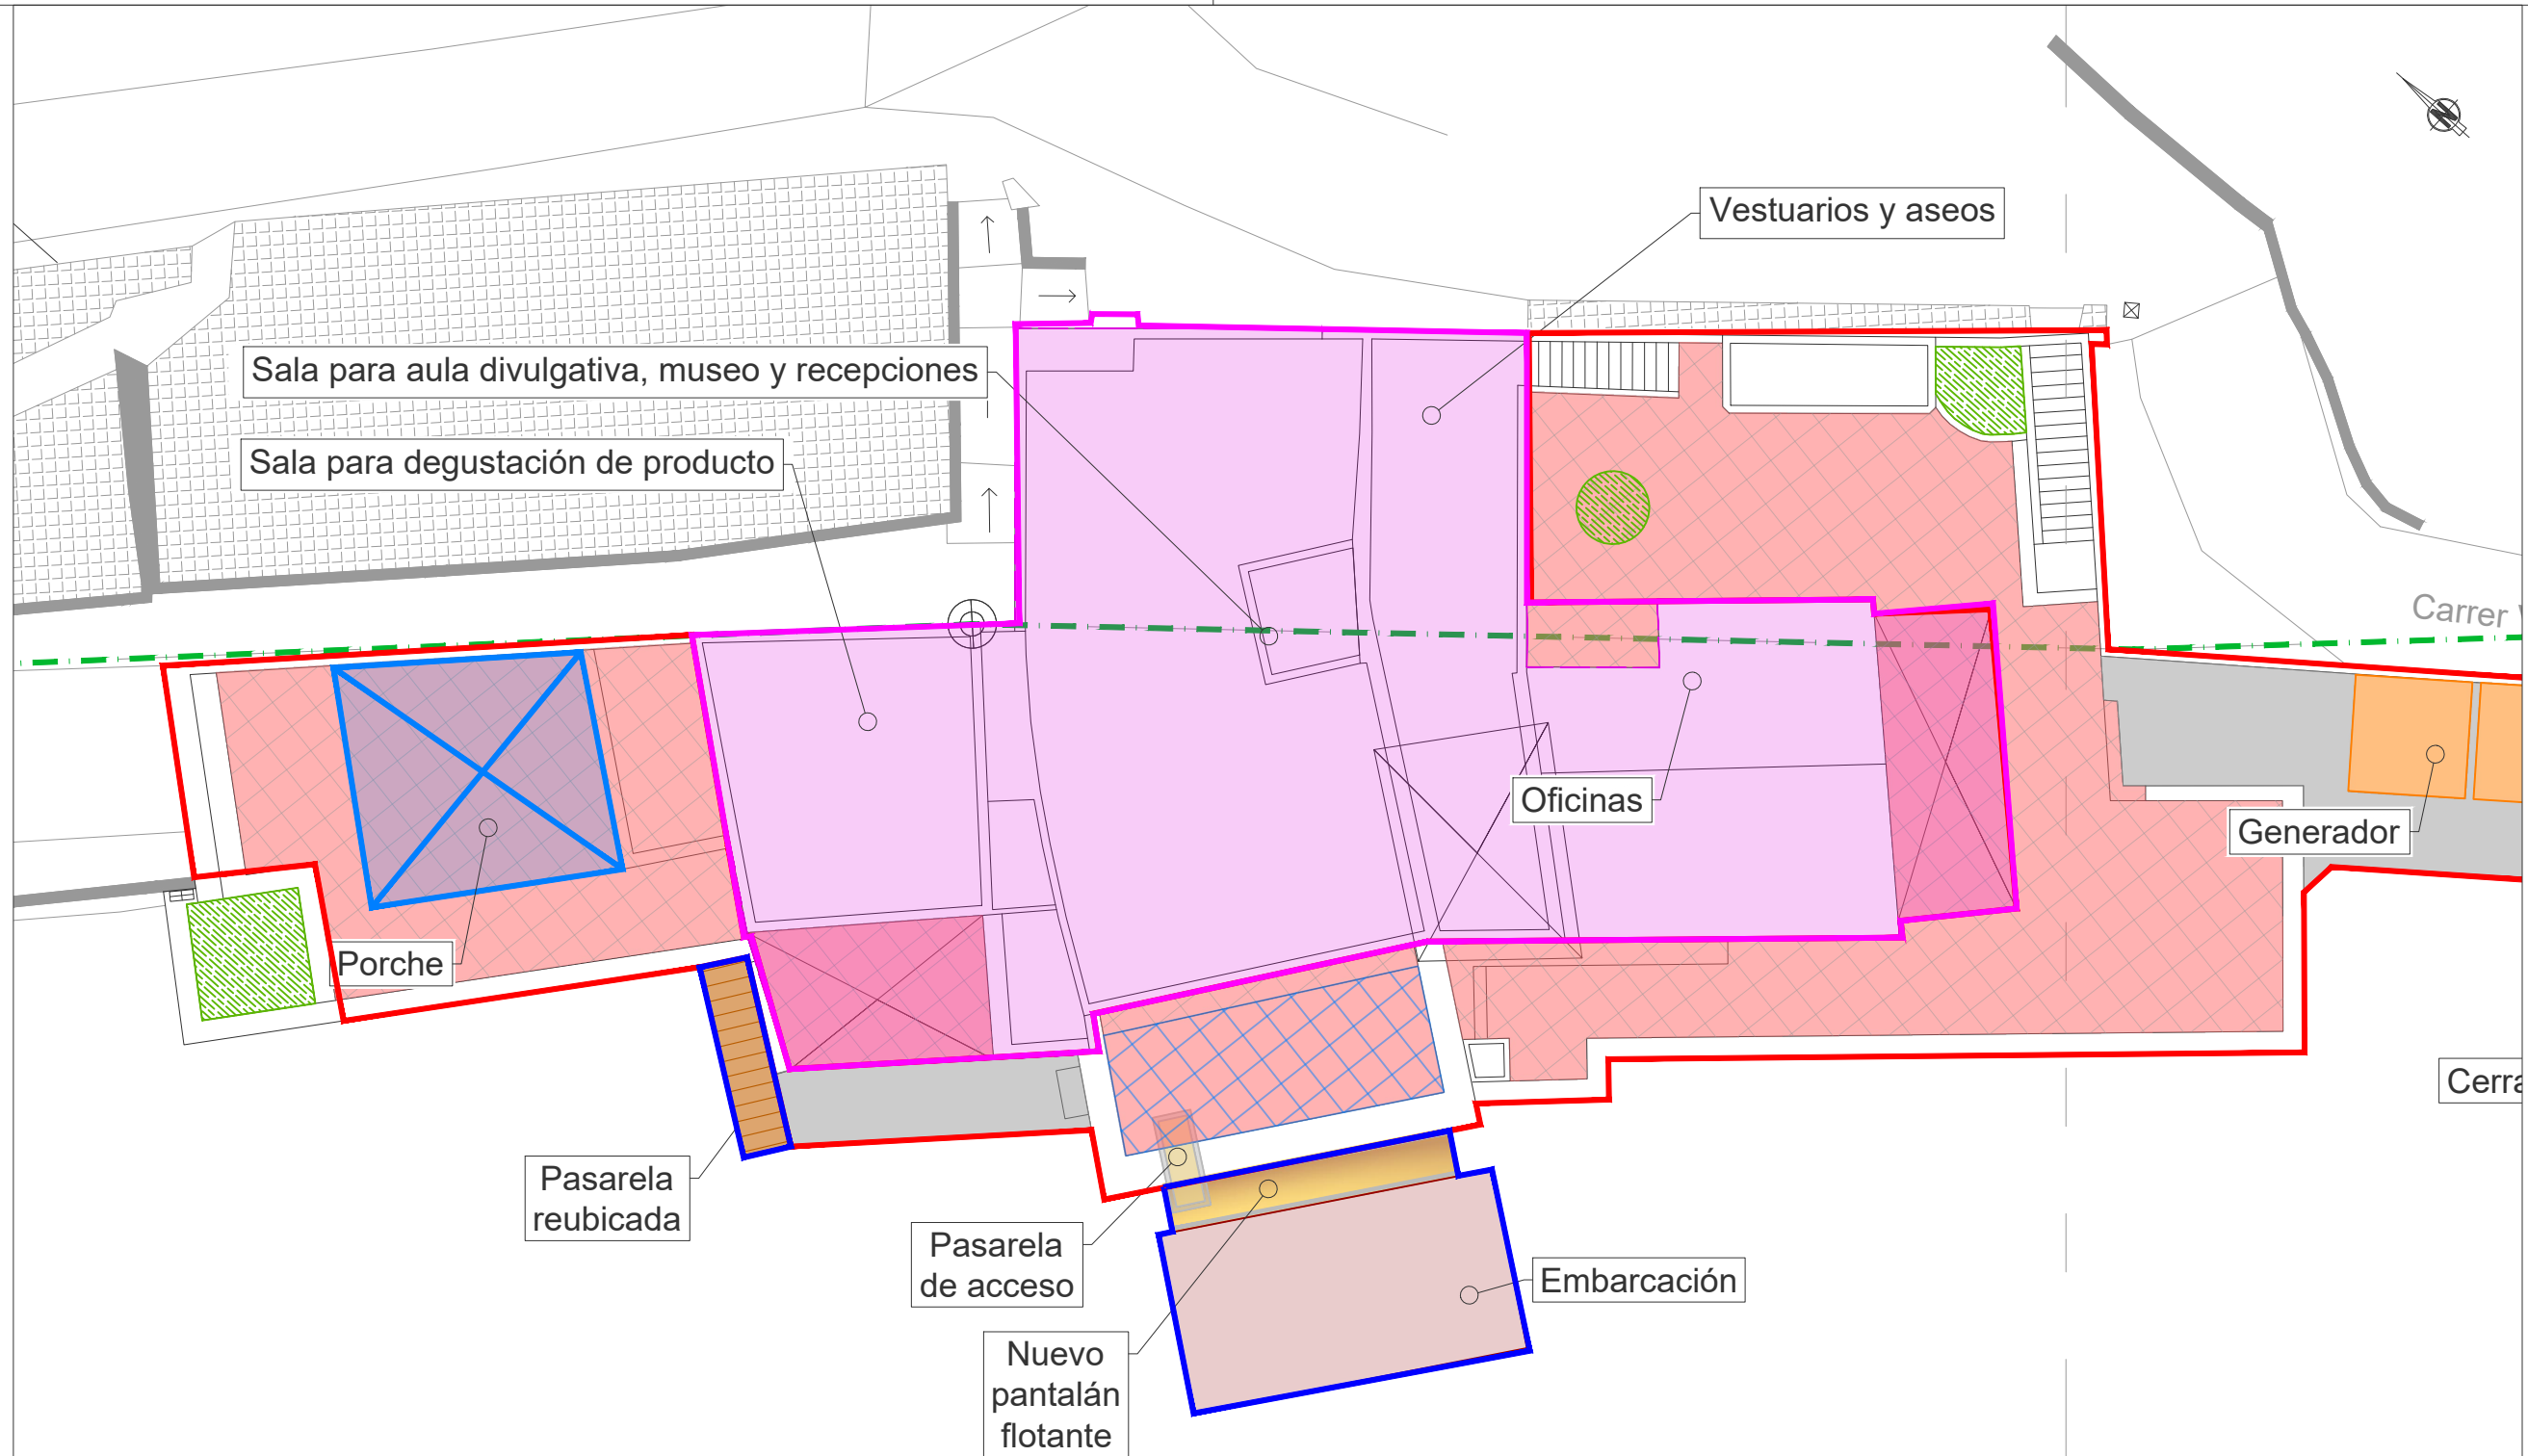 N
Vestuarios y aseos
Sala para aula divulgativa, museo y recepciones
Sala para degustación de producto
Carrer
Oficinas
Generador
Porche
Cerra
Pasarela
reubicada
Pasarela
de acceso
Embarcación
Nuevo
pantalán
flotante